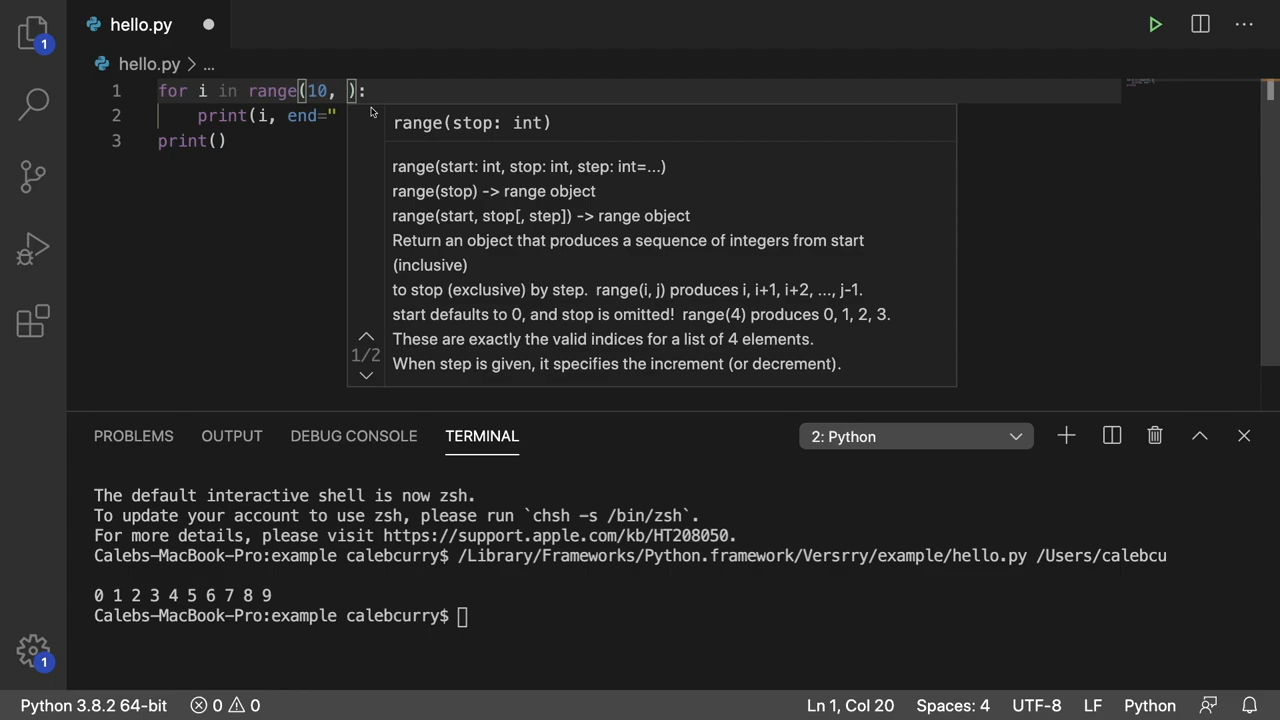 hello.py
1
hello.py > ...
1 for i in range(10, ):
2 print(i, end="
3 print()
range(stop: int)
range(start: int, stop: int, step: int=...)
range(stop) -> range object
range(start, stop[, step]) -> range object
Return an object that produces a sequence of integers from start
(inclusive)
to stop (exclusive) by step.  range(i, j) produces i, i+1, i+2, ..., j-1.
start defaults to 0, and stop is omitted!  range(4) produces 0, 1, 2, 3.
These are exactly the valid indices for a list of 4 elements.
When step is given, it specifies the increment (or decrement).
1/2
PROBLEMS OUTPUT DEBUG CONSOLE TERMINAL 2: Python
The default interactive shell is now zsh.
To update your account to use zsh, please run `chsh -s /bin/zsh`.
For more details, please visit https://support.apple.com/kb/HT208050.
Calebs-MacBook-Pro:example calebcurry$ /Library/Frameworks/Python.framework/Versrry/example/hello.py /Users/calebcu
0 1 2 3 4 5 6 7 8 9
Calebs-MacBook-Pro:example calebcurry$
1
Python 3.8.2 64-bit 0 0 Ln 1, Col 20 Spaces: 4 UTF-8 LF Python